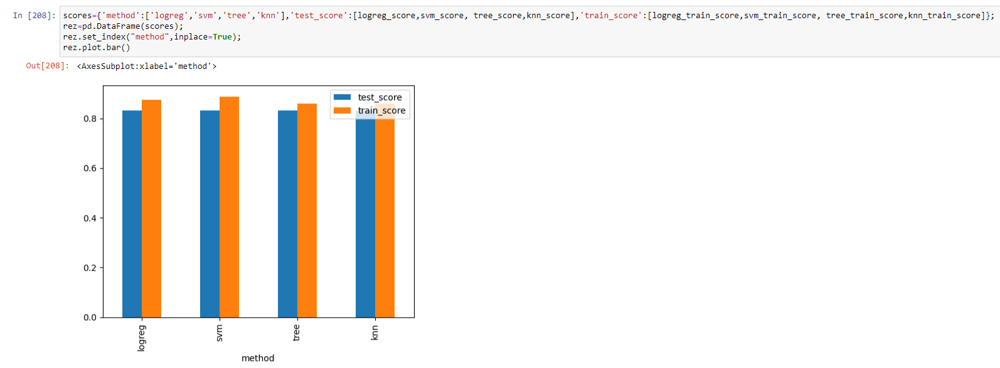 In [208]: scores={'method':['logreg','svm','tree','knn'],'test_score':[logreg_score,svm_score, tree_score,knn_score],'train_score':[logreg_train_score,svm_train_score, tree_train_score,knn_train_score]};
rez=pd.DataFrame(scores);
rez.set_index("method",inplace=True);
rez.plot.bar()
Out[208]: <AxesSubplot:xlabel='method'>
test_score
train_score
0.8
0.6
0.4
0.2
0.0
logreg
svm
tree
knn
method